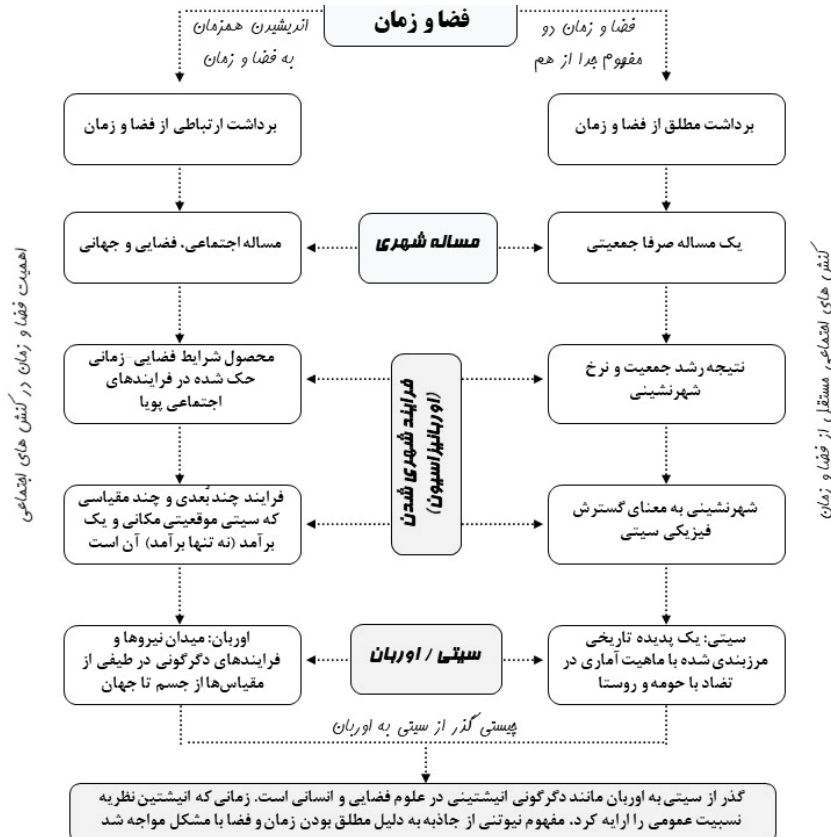 فضا و زمان
فضا و زمان دو
مفهوم جدا از هم
اندیشیدن همزمان
به فضا و زمان
برداشت مطلق از فضا و زمان
برداشت ارتباطی از فضا و زمان
یک مساله صرفا جمعیتی
مساله شهری
مساله اجتماعی، فضایی و جهانی
نتیجه رشد جمعیت و نرخ
شهرنشینی
فرایند شهری شدن
(اوربانیزاسیون)
محصول شرایط فضایی-زمانی
حک شده در فرایندهای
اجتماعی پویا
شهرنشینی به معنای گسترش
فیزیکی سیتی
فرایند چندبُعدی و چند مقیاسی
که سیتی موقعیتی مکانی و یک
برآمد (نه تنها برآمد) آن است
سیتی: یک پدیده تاریخی
مرزبندی شده با ماهیت آماری در
تضاد با حومه و روستا
سیتی / اوربان
اوربان: میدان نیروها و
فرایندهای دگرگونی در طیفی از
مقیاس‌ها از جسم تا جهان
کنش های اجتماعی مستقل از فضا و زمان
اهمیت فضا و زمان در کنش های اجتماعی
چیستی گذر از سیتی به اوربان
گذر از سیتی به اوربان مانند دگرگونی انیشتینی در علوم فضایی و انسانی است. زمانی که انیشتین نظریه
نسبیت عمومی را ارایه کرد. مفهوم نیوتنی از جاذبه به دلیل مطلق بودن زمان و فضا با مشکل مواجه شد